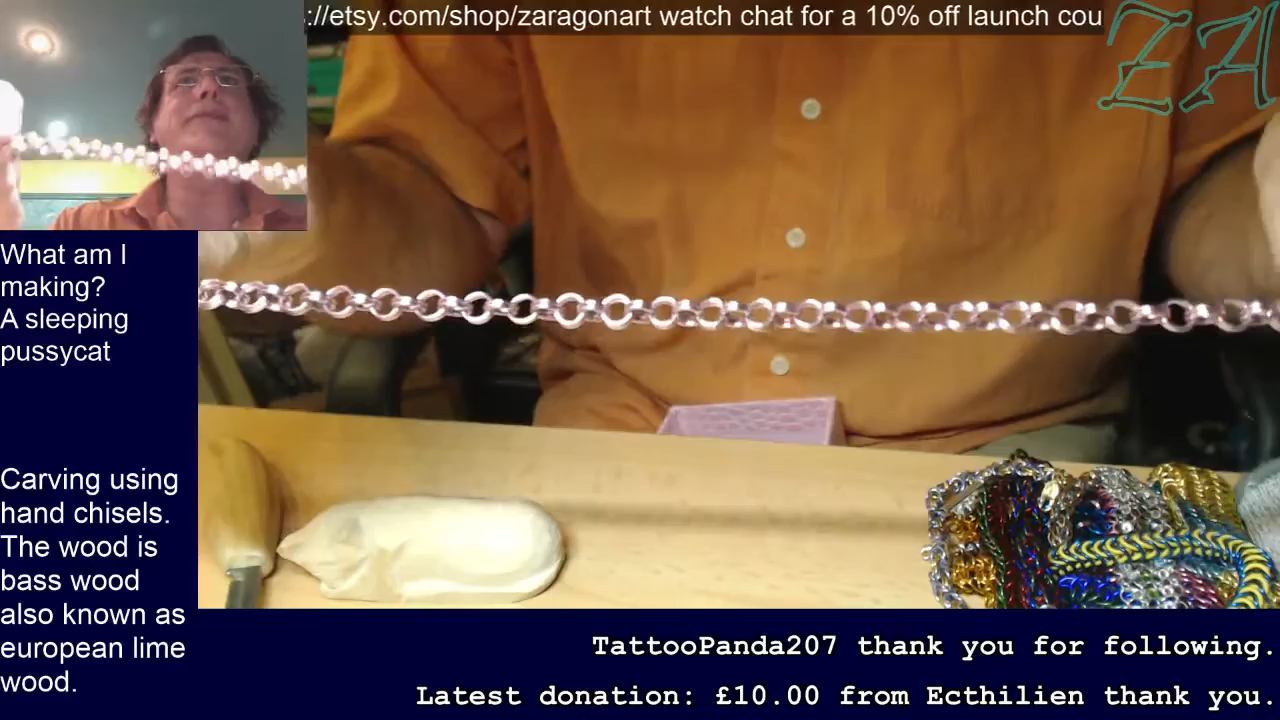 ://etsy.com/shop/zaragonart watch chat for a 10% off launch cou
ZA
What am I
making?
A sleeping
pussycat
Carving using
hand chisels.
The wood is
bass wood
also known as
european lime
wood.
TattooPanda207 thank you for following.
Latest donation: £10.00 from Ecthilien thank you.